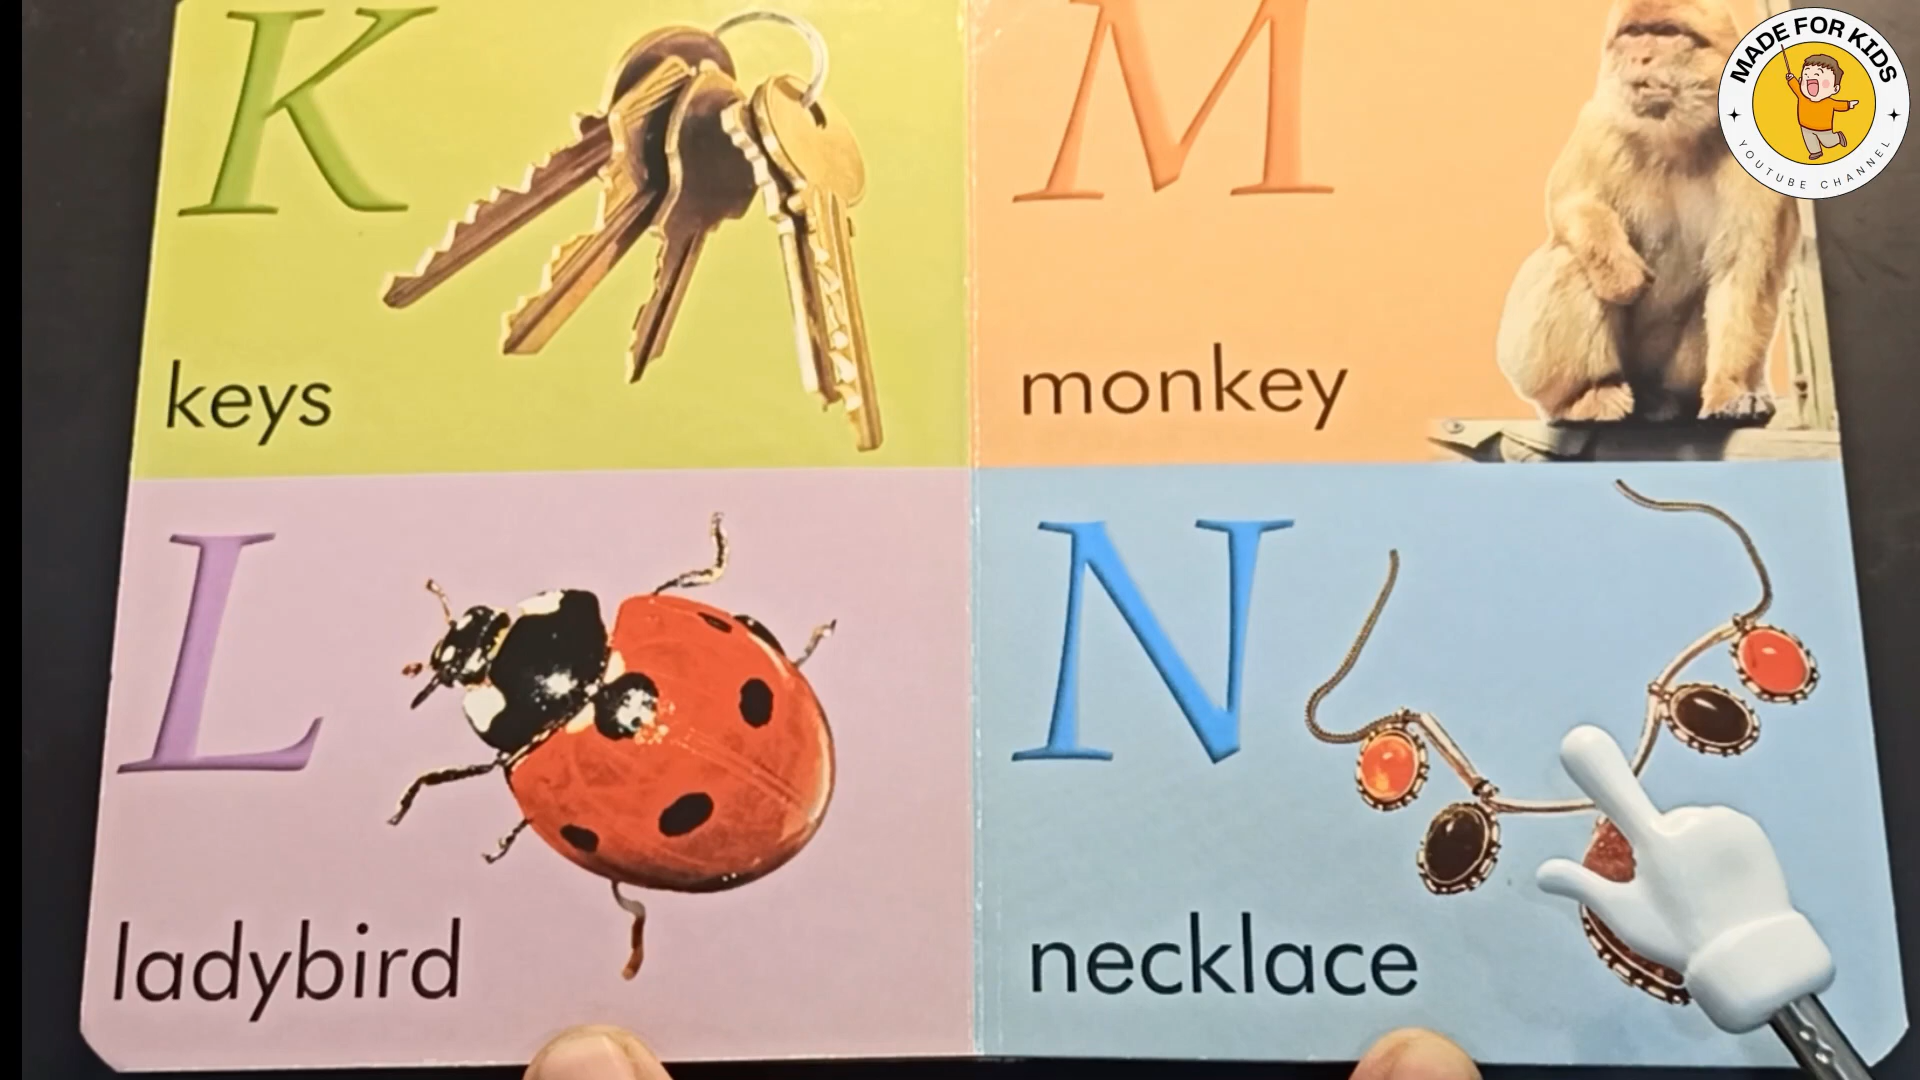 K
keys
L
ladybird
M
monkey
N
necklace
MADE FOR KIDS
YOUTUBE CHANNEL